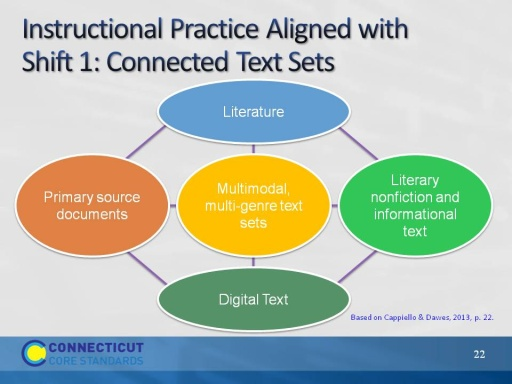 Instructional Practice Aligned with
Shift 1: Connected Text Sets
Literature
Primary source
documents
Multimodal,
multi-genre text
sets
Literary
nonfiction and
informational
text
Digital Text
Based on Cappiello & Dawes, 2013, p. 22.
CONNECTICUT
CORE STANDARDS
22